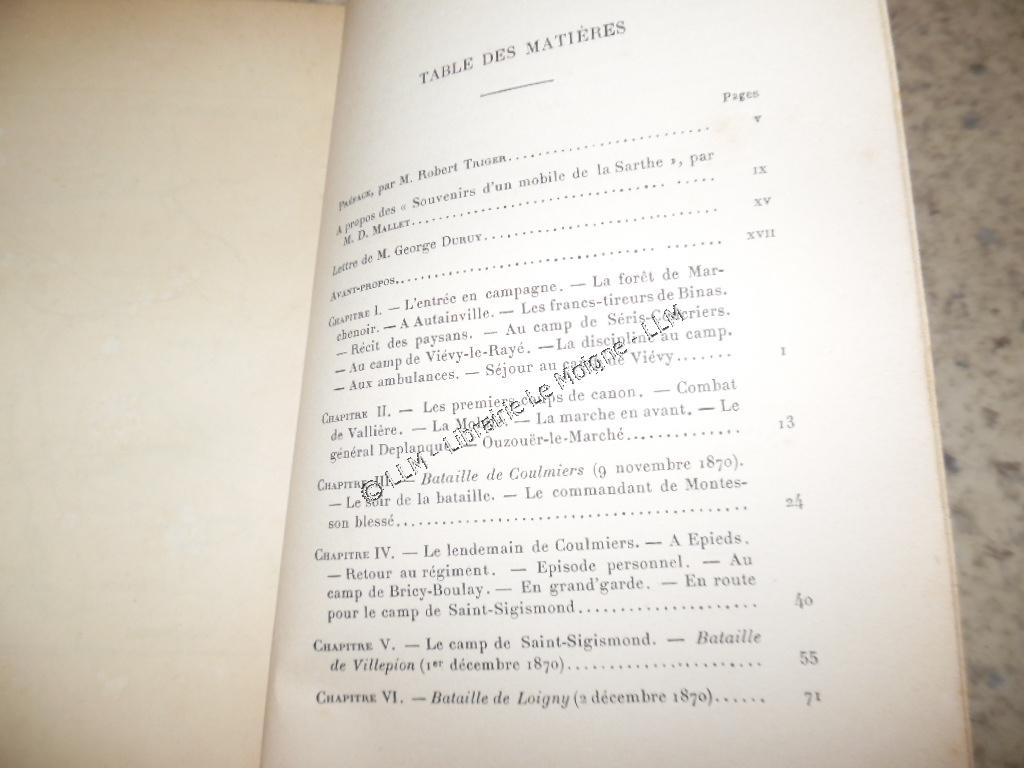 TABLE DES MATIÈRES
Pages
Préface, par M. Robert Triger.................... v
A propos des « Souvenirs d'un mobile de la Sarthe », par
M. D. Mallet.................... ix
Lettre de M. George Duruy.................... xv
Avant-propos.................... xvii
Chapitre I. — L'entrée en campagne. — La forêt de Mar-
chenoir. — A Autainville. — Les francs-tireurs de Binas.
— Récit des paysans. — Au camp de Séris-
— Au camp de Viévy-le-Rayé. — La discipline au camp.
— Aux ambulances. — Séjour au camp de Viévy....... 1
Chapitre II. — Les premiers coups de canon. — Combat
de Vallière. — La — La marche en avant. — Le
général Deplanque. — Ouzouër-le-Marché............. 13
Chapitre III. — Bataille de Coulmiers (9 novembre 1870).
— Le soir de la bataille. — Le commandant de Montes-
son blessé.................... 24
Chapitre IV. — Le lendemain de Coulmiers. — A Epieds.
— Retour au régiment. — Episode personnel. — Au
camp de Bricy-Boulay. — En grand'garde. — En route
pour le camp de Saint-Sigismond.................... 40
Chapitre V. — Le camp de Saint-Sigismond. — Bataille
de Villepion (1er décembre 1870).................... 55
Chapitre VI. — Bataille de Loigny (2 décembre 1870)...... 71
© LLM - Librairie Le Moigne - LLM